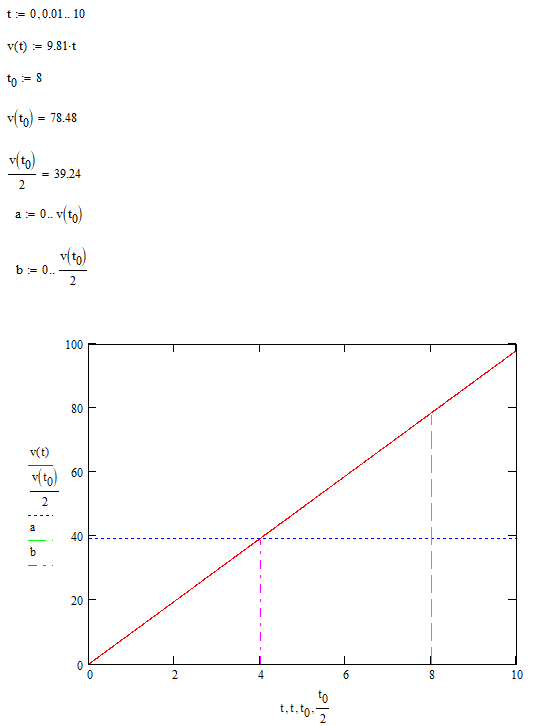 t := 0, 0.01.. 10
v(t) := 9.81·t
t₀ := 8
v(t₀) = 78.48
v(t₀)
2
= 39.24
a := 0.. v(t₀)
b := 0..
v(t₀)
2
100
80
60
40
20
0
v(t)
v(t₀)
2
a
b
0 2 4 6 8 10
t, t, t₀,
t₀
2